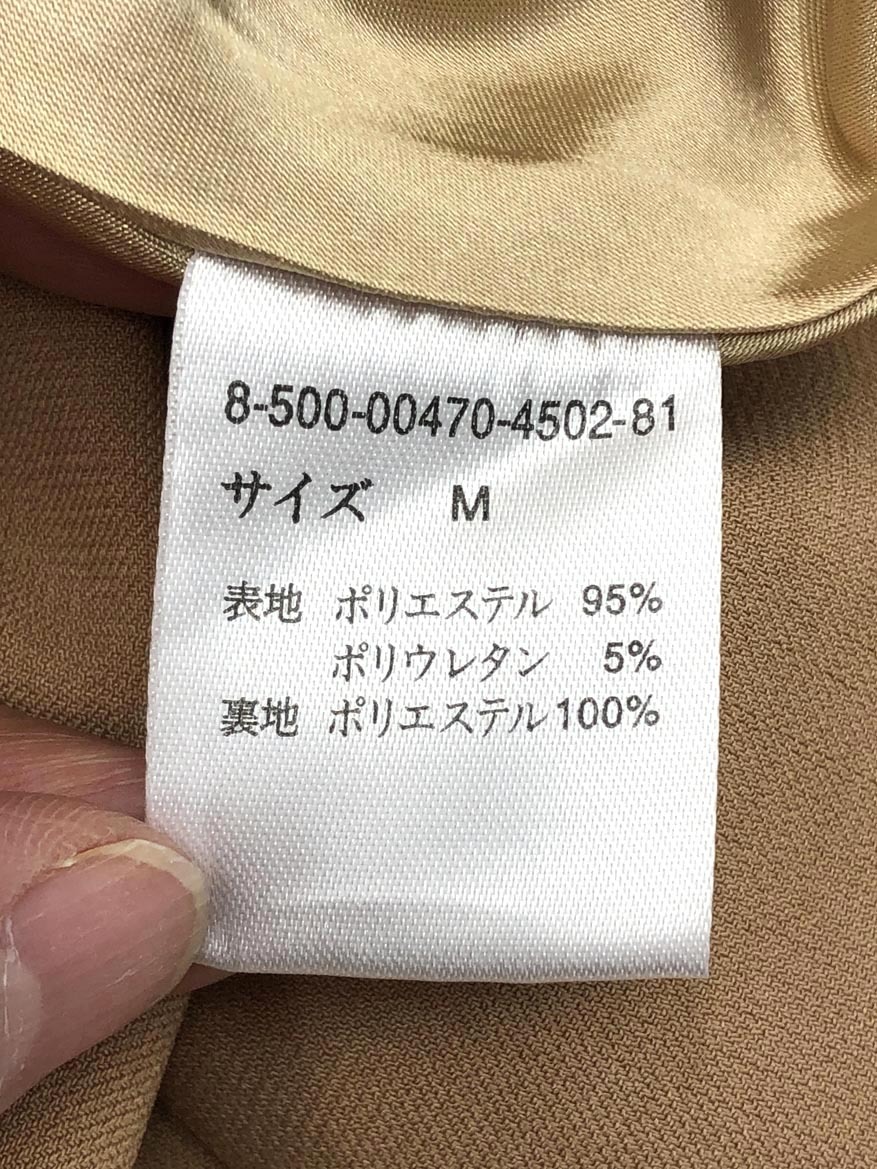 8-500-00470-4502-81
サイズ M
表地 ポリエステル 95%
ポリウレタン 5%
裏地 ポリエステル100%